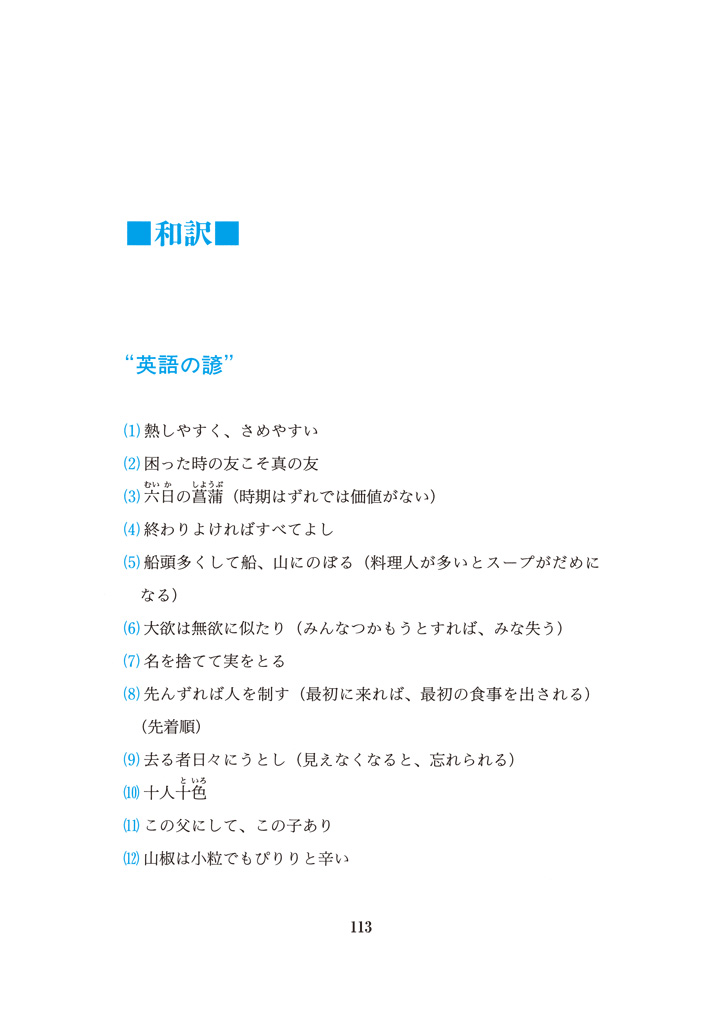 ■和訳■
“英語の諺”
(1) 熱しやすく、さめやすい
(2) 困った時の友こそ真の友
むい か しようぶ
(3) 六日の菖蒲（時期はずれでは価値がない）
(4) 終わりよければすべてよし
(5) 船頭多くして船、山にのぼる（料理人が多いとスープがだめに
なる）
(6) 大欲は無欲に似たり（みんなつかもうとすれば、みな失う）
(7) 名を捨てて実をとる
(8) 先んずれば人を制す（最初に来れば、最初の食事を出される）
（先着順）
(9) 去る者日々にうとし（見えなくなると、忘れられる）
と いろ
(10) 十人十色
(11) この父にして、この子あり
(12) 山椒は小粒でもぴりりと辛い
113